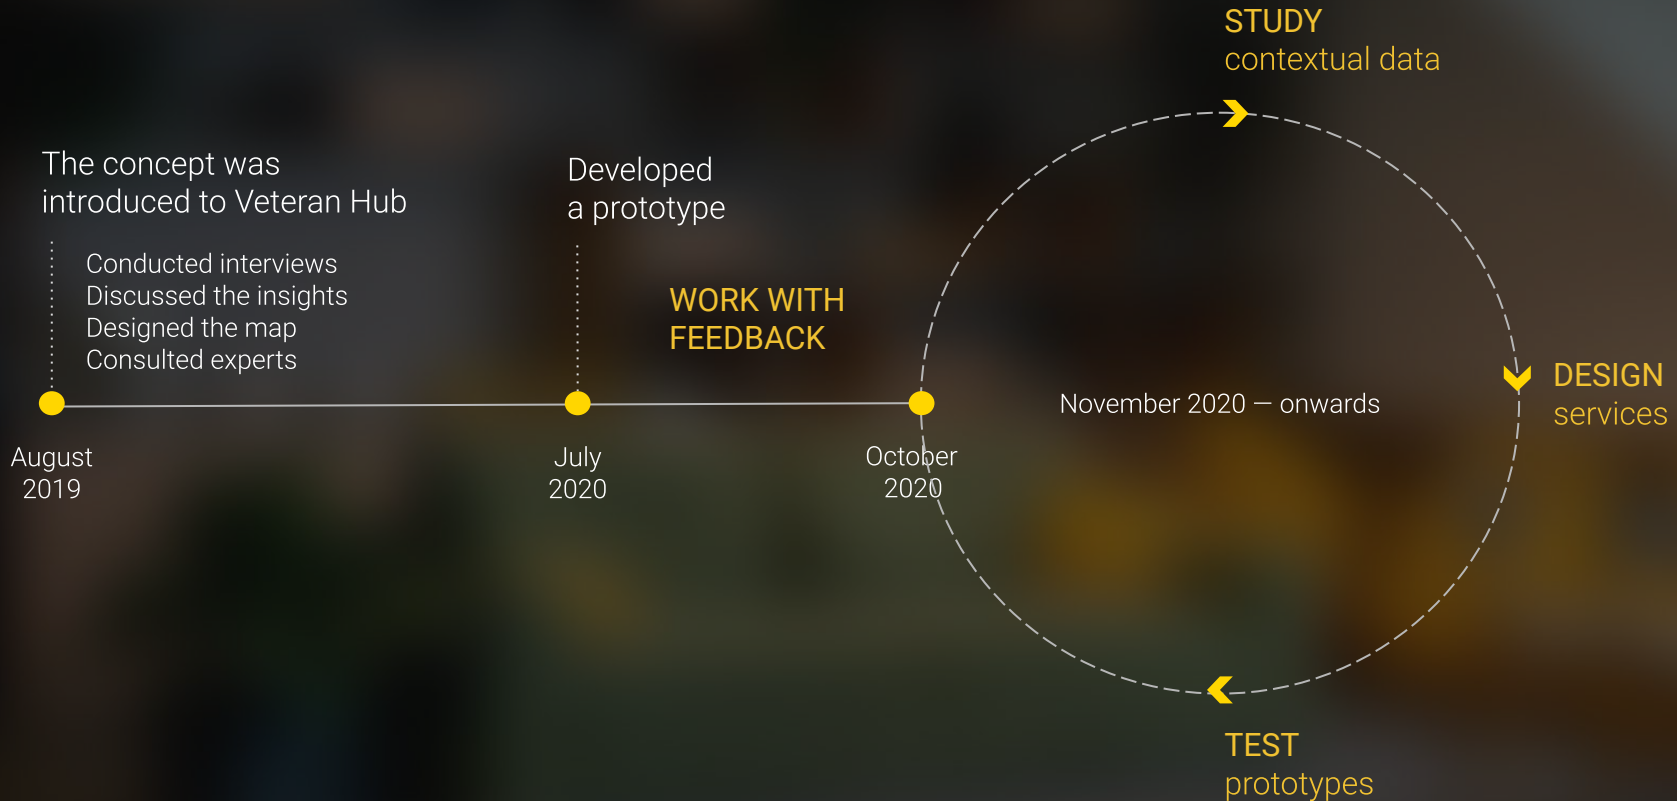 The concept was
introduced to Veteran Hub
Conducted interviews
Discussed the insights
Designed the map
Consulted experts
August
2019
Developed
a prototype
July
2020
WORK WITH
FEEDBACK
October
2020
November 2020 — onwards
STUDY
contextual data
DESIGN
services
TEST
prototypes